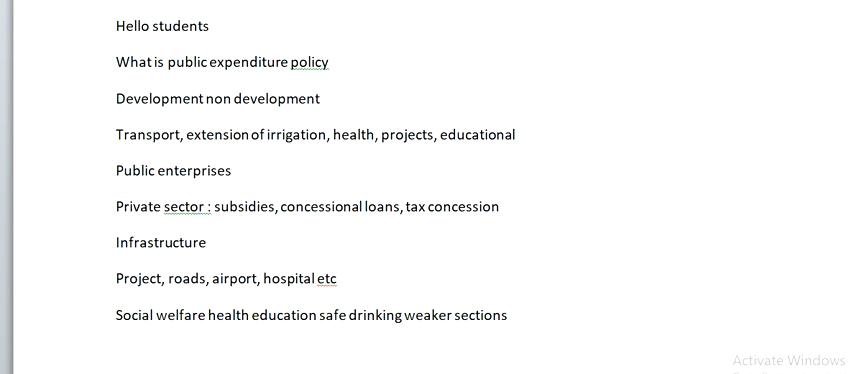 Hello students
What is public expenditure policy
Development non development
Transport, extension of irrigation, health, projects, educational
Public enterprises
Private sector : subsidies, concessional loans, tax concession
Infrastructure
Project, roads, airport, hospital etc
Social welfare health education safe drinking weaker sections
Activate Windows